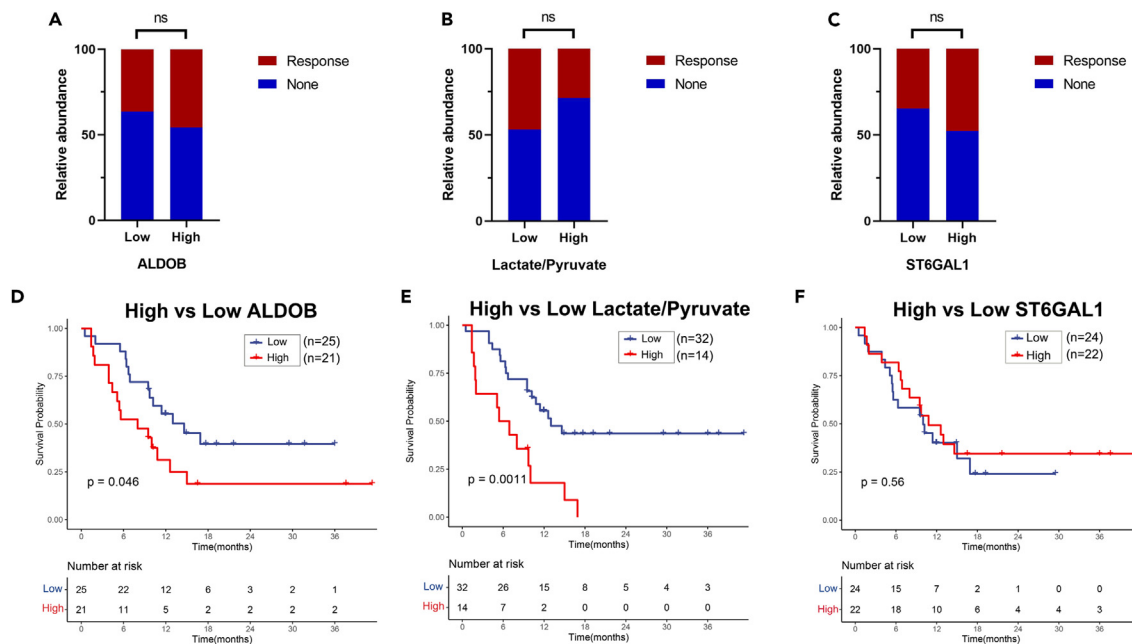 A
ns
100
50
0
Relative abundance
Response
None
Low High
ALDOB
B
ns
100
50
0
Relative abundance
Response
None
Low High
Lactate/Pyruvate
C
ns
100
50
0
Relative abundance
Response
None
Low High
ST6GAL1
D
High vs Low ALDOB
1.00
0.75
0.50
0.25
0.00
Survival Probability
Low (n=25)
High (n=21)
p = 0.046
0 6 12 18 24 30 36
Time(months)
Number at risk
Low 25 22 12 6 3 2 1
High 21 11 5 2 2 2 2
0 6 12 18 24 30 36
Time(months)
E
High vs Low Lactate/Pyruvate
1.00
0.75
0.50
0.25
0.00
Survival Probability
Low (n=32)
High (n=14)
p = 0.0011
0 6 12 18 24 30 36
Time(months)
Number at risk
Low 32 26 15 8 5 4 3
High 14 7 2 0 0 0 0
0 6 12 18 24 30 36
Time(months)
F
High vs Low ST6GAL1
1.00
0.75
0.50
0.25
0.00
Survival Probability
Low (n=24)
High (n=22)
p = 0.56
0 6 12 18 24 30 36
Time(months)
Number at risk
Low 24 15 7 2 1 0 0
High 22 18 10 6 4 4 3
0 6 12 18 24 30 36
Time(months)